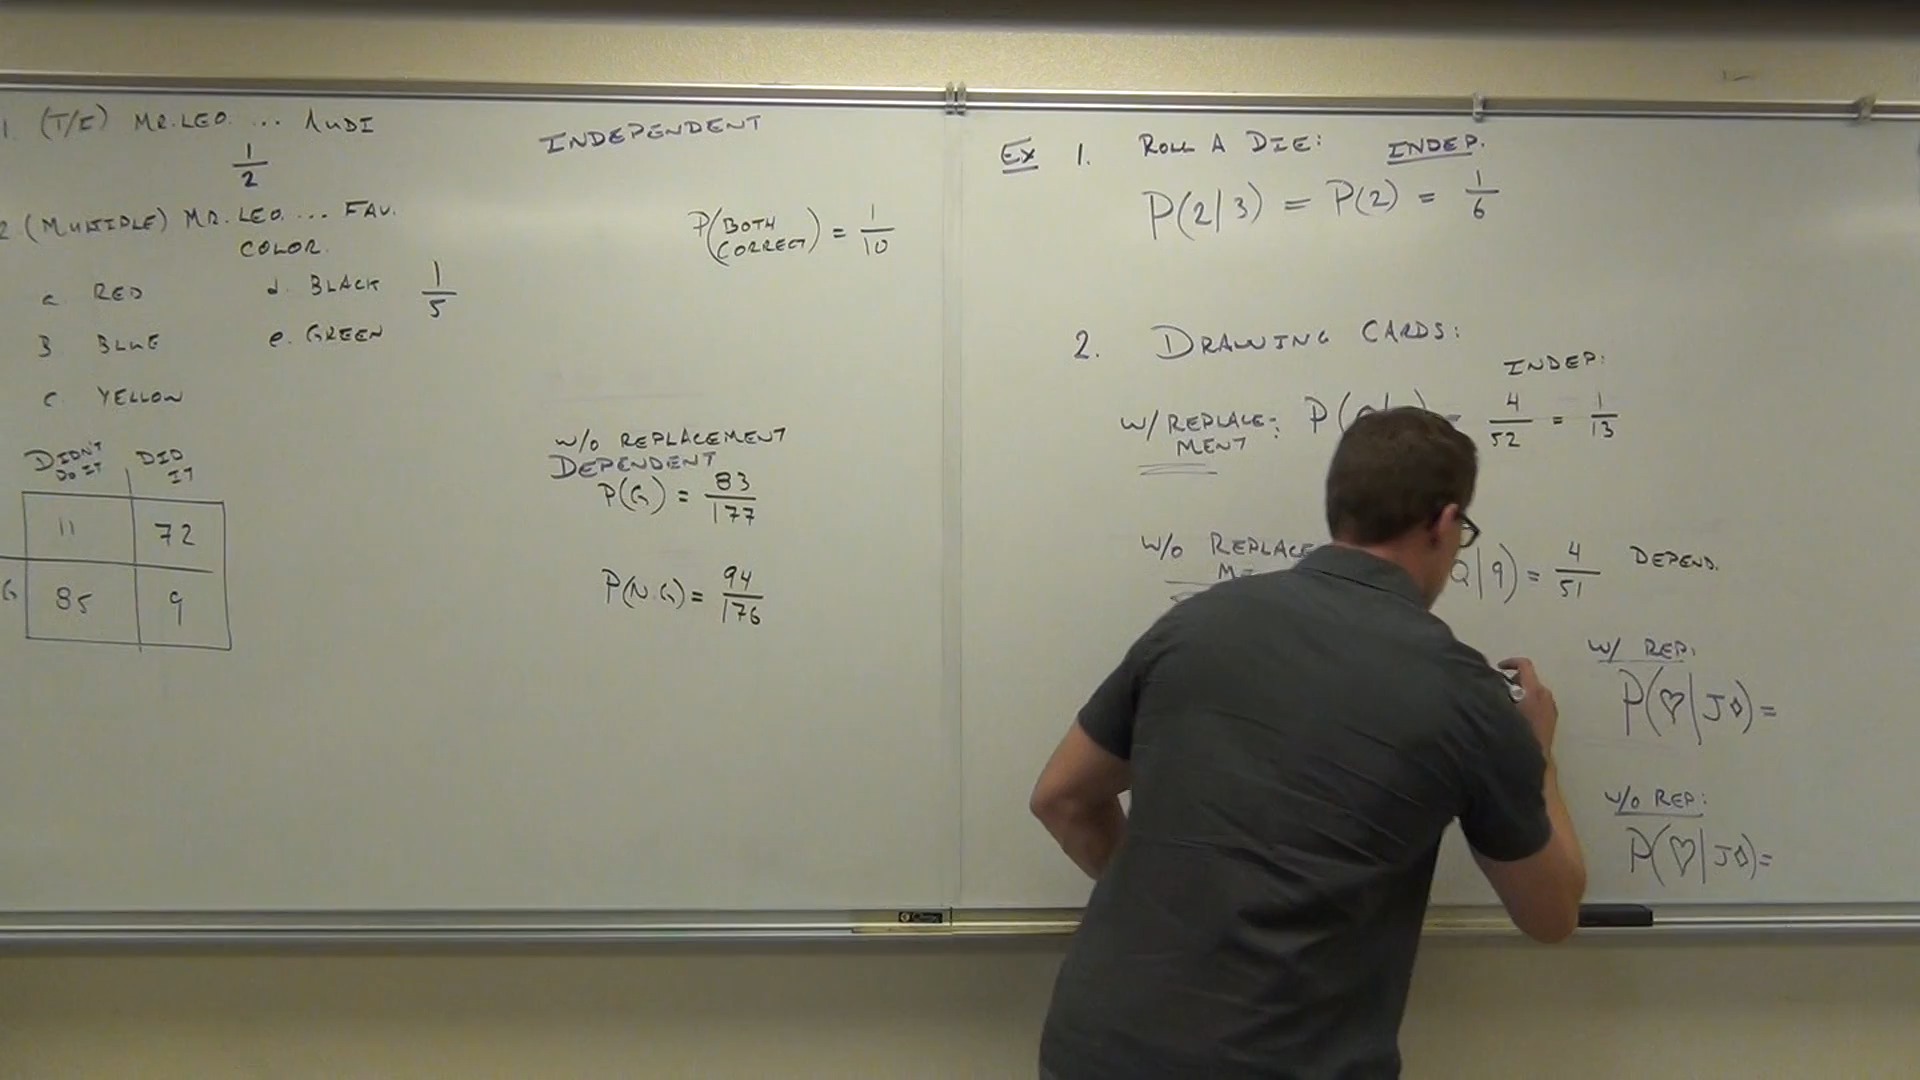 1. (T/F) MR. LEO. ... AUDI
1/2
2 (MULTIPLE) MR. LEO. ... FAV.
COLOR.
a RED
d. BLACK
1/5
B BLUE
e. GREEN
c YELLOW
DIDN'T DO IT
DID IT
11 72
G 85 9
INDEPENDENT
P(BOTH CORRECT) = 1/10
W/O REPLACEMENT
DEPENDENT
P(G) = 83/177
P(N.G) = 94/176
Ex 1. ROLL A DIE: INDEP.
P(2|3) = P(2) = 1/6
2. DRAWING CARDS:
INDEP:
W/ REPLACE-
MENT : P( 4/52 = 1/13
W/O REPLACE
Q|9) = 4/51 DEPEND.
W/ REP:
P(♡|J♢) =
W/O REP:
P(♡|J♢) =